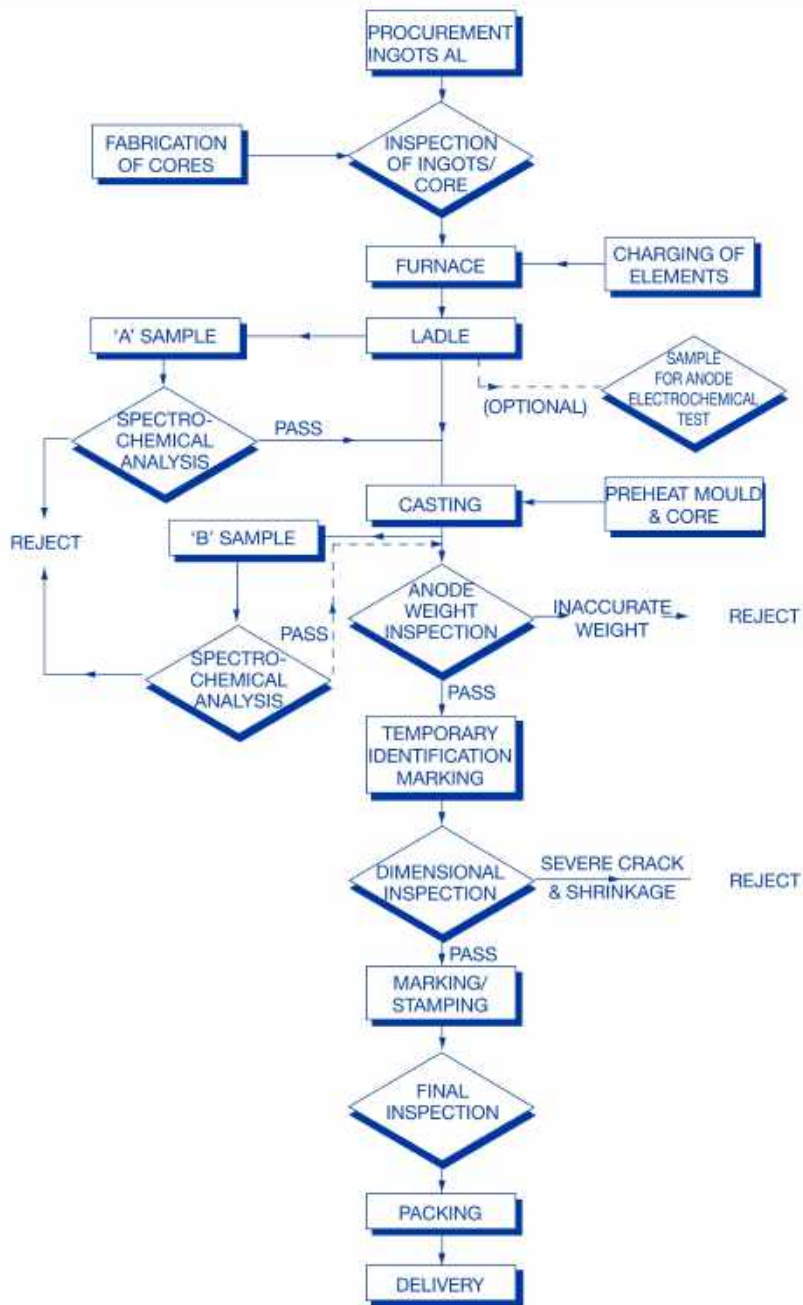 PROCUREMENT
INGOTS AL
FABRICATION
OF CORES
INSPECTION
OF INGOTS/
CORE
FURNACE
CHARGING OF
ELEMENTS
'A' SAMPLE
LADLE
SAMPLE
FOR ANODE
ELECTROCHEMICAL
TEST
(OPTIONAL)
SPECTRO-
CHEMICAL
ANALYSIS
PASS
CASTING
PREHEAT MOULD
& CORE
REJECT
'B' SAMPLE
ANODE
WEIGHT
INSPECTION
INACCURATE
WEIGHT
REJECT
PASS
SPECTRO-
CHEMICAL
ANALYSIS
PASS
TEMPORARY
IDENTIFICATION
MARKING
DIMENSIONAL
INSPECTION
SEVERE CRACK
& SHRINKAGE
REJECT
PASS
MARKING/
STAMPING
FINAL
INSPECTION
PACKING
DELIVERY